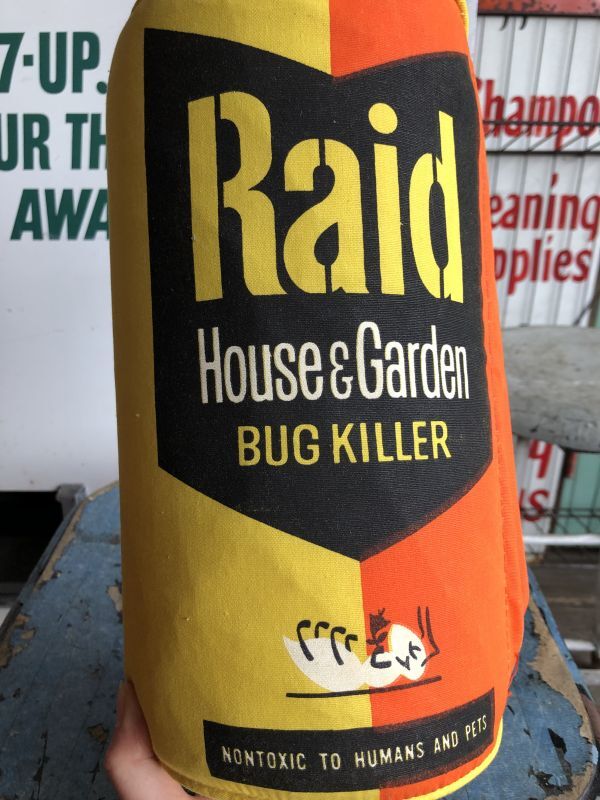 7-UP.
UR TH
AWA
Raid
House & Garden
BUG KILLER
NONTOXIC TO HUMANS AND PETS
hampo
eaning
pplies